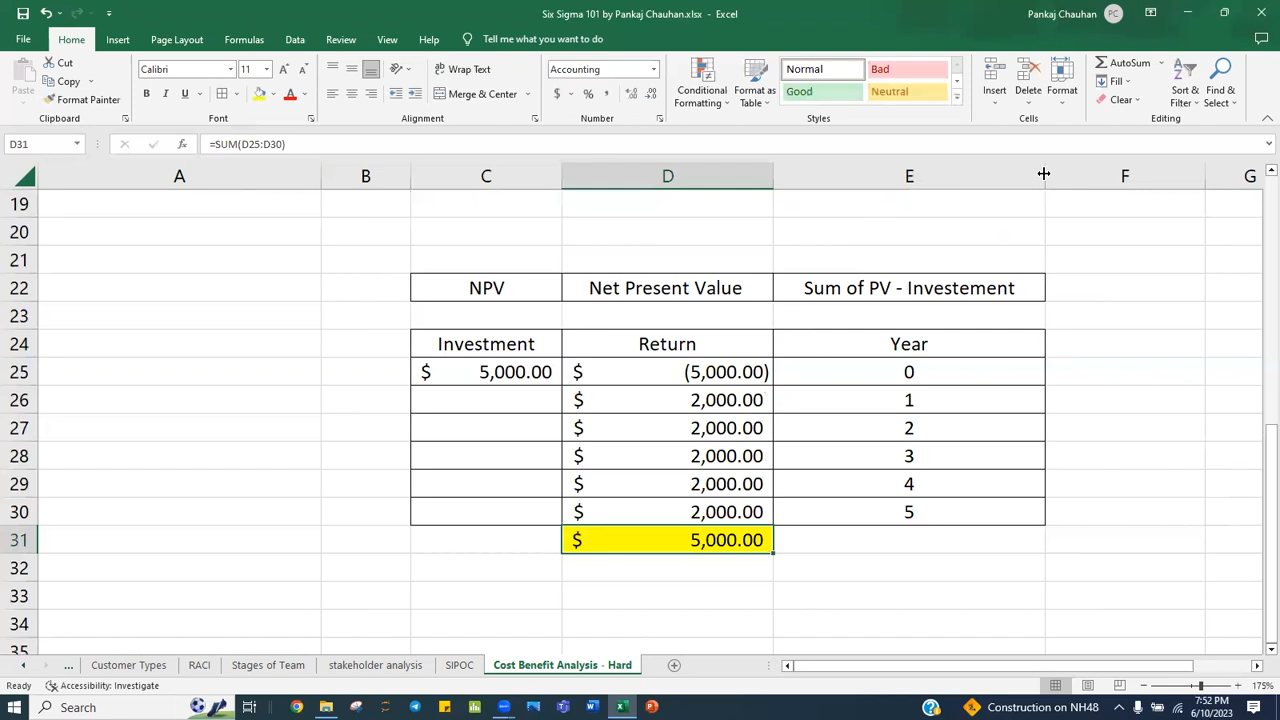 Six Sigma 101 by Pankaj Chauhan.xlsx - Excel
Pankaj Chauhan PC
File Home Insert Page Layout Formulas Data Review View Help Tell me what you want to do
Paste
Cut
Copy
Format Painter
Clipboard
Calibri 11
B I U
Font
Wrap Text
Merge & Center
Alignment
Accounting
$ % ,
Number
Conditional Formatting
Format as Table
Normal Bad
Good Neutral
Styles
Insert Delete Format
Cells
AutoSum
Fill
Clear
Sort & Filter
Find & Select
Editing
D31 fx =SUM(D25:D30)
A B C D E F G
19
20
21
22 NPV Net Present Value Sum of PV - Investement
23
24 Investment Return Year
25 $ 5,000.00 $ (5,000.00) 0
26 $ 2,000.00 1
27 $ 2,000.00 2
28 $ 2,000.00 3
29 $ 2,000.00 4
30 $ 2,000.00 5
31 $ 5,000.00
32
33
34
35
... Customer Types RACI Stages of Team stakeholder analysis SIPOC Cost Benefit Analysis - Hard
Ready Accessibility: Investigate 175%
Search
Construction on NH48
7:52 PM
6/10/2023